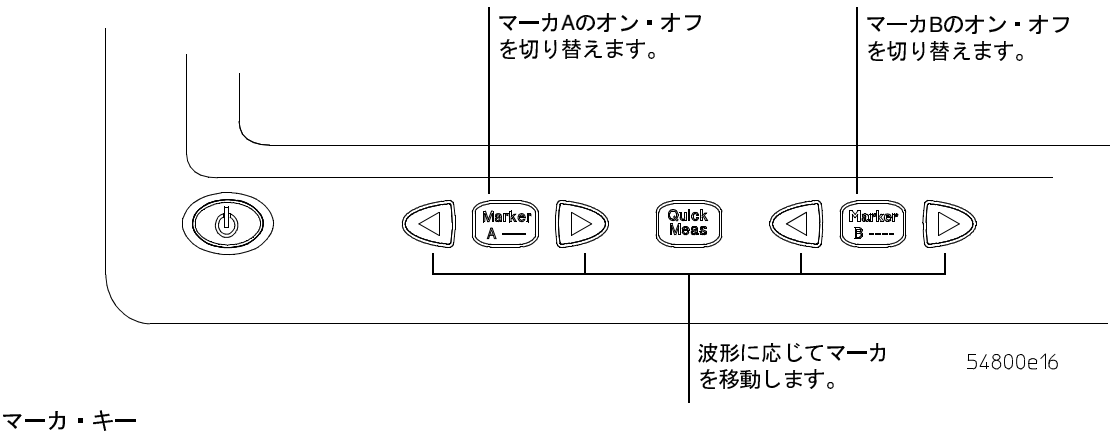 マーカAのオン・オフ
を切り替えます。
マーカBのオン・オフ
を切り替えます。
Marker
A
Quick
Meas
Marker
B ----
波形に応じてマーカ
を移動します。
54800e16
マーカ・キー